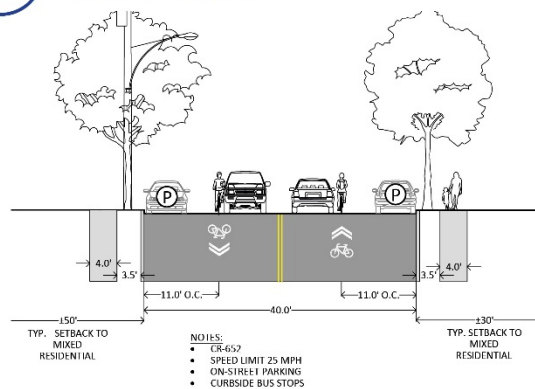 P
P
4.0'
3.5'
3.5'
4.0'
11.0' O.C.
11.0' O.C.
40.0'
±50'
±30'
TYP. SETBACK TO
MIXED
RESIDENTIAL
TYP. SETBACK TO
MIXED
RESIDENTIAL
NOTES:
• CR-652
• SPEED LIMIT 25 MPH
• ON-STREET PARKING
• CURBSIDE BUS STOPS